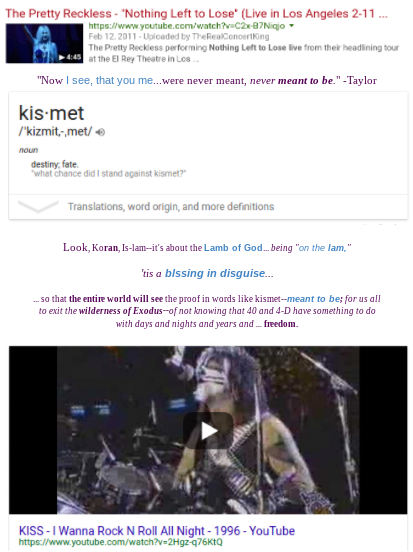 The Pretty Reckless - "Nothing Left to Lose" (Live in Los Angeles 2-11 ...
https://www.youtube.com/watch?v=C2x-B7Niqjo ▼
Feb 12, 2011 - Uploaded by TheRealConcertKing
The Pretty Reckless performing Nothing Left to Lose live from their headlining tour
at the El Rey Theatre in Los ...
4:45
"Now I see, that you me...were never meant, never meant to be." -Taylor
kis·met
/ˈkizmit,-ˌmet/
noun
destiny; fate.
"what chance did I stand against kismet?"
Translations, word origin, and more definitions
Look, Koran, Is-lam--it's about the Lamb of God... being "on the lam,"
'tis a blssing in disguise...
... so that the entire world will see the proof in words like kismet--meant to be; for us all
to exit the wilderness of Exodus--of not knowing that 40 and 4-D have something to do
with days and nights and years and ... freedom.
KISS - I Wanna Rock N Roll All Night - 1996 - YouTube
https://www.youtube.com/watch?v=2Hgz-q76KtQ